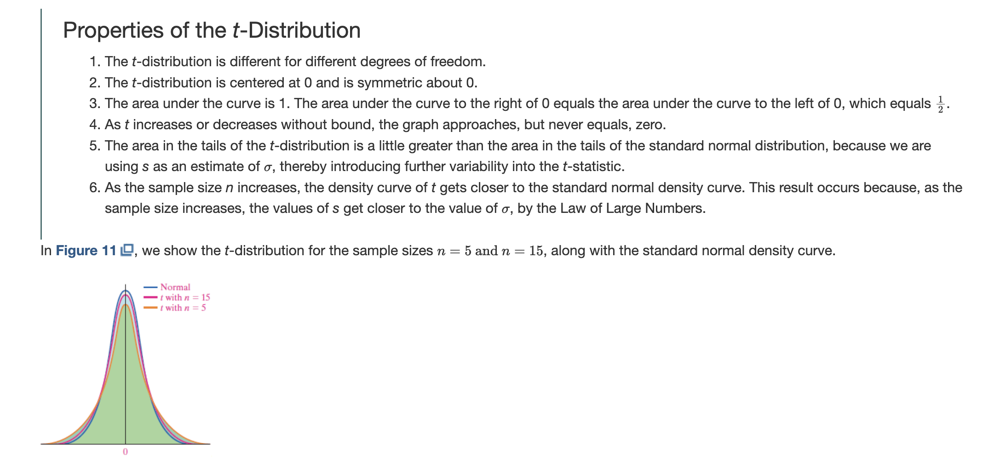 Properties of the t-Distribution
1. The t-distribution is different for different degrees of freedom.
2. The t-distribution is centered at 0 and is symmetric about 0.
3. The area under the curve is 1. The area under the curve to the right of 0 equals the area under the curve to the left of 0, which equals 1/2.
4. As t increases or decreases without bound, the graph approaches, but never equals, zero.
5. The area in the tails of the t-distribution is a little greater than the area in the tails of the standard normal distribution, because we are
using s as an estimate of σ, thereby introducing further variability into the t-statistic.
6. As the sample size n increases, the density curve of t gets closer to the standard normal density curve. This result occurs because, as the
sample size increases, the values of s get closer to the value of σ, by the Law of Large Numbers.
In Figure 11, we show the t-distribution for the sample sizes n = 5 and n = 15, along with the standard normal density curve.
Normal
t with n = 15
t with n = 5
0